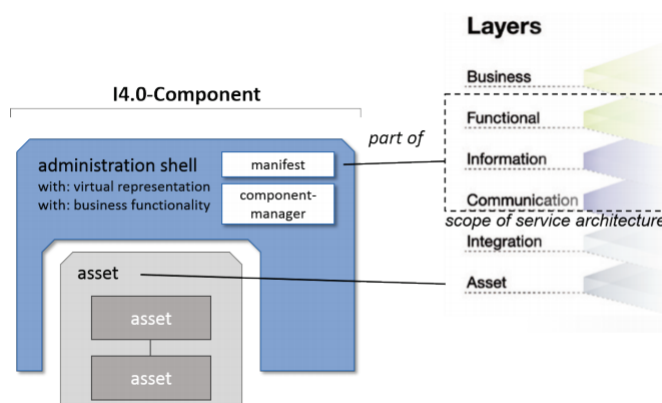 I4.0-Component
administration shell
with: virtual representation
with: business functionality
manifest
component-
manager
asset
asset
asset
part of
Layers
Business
Functional
Information
Communication
scope of service architecture
Integration
Asset